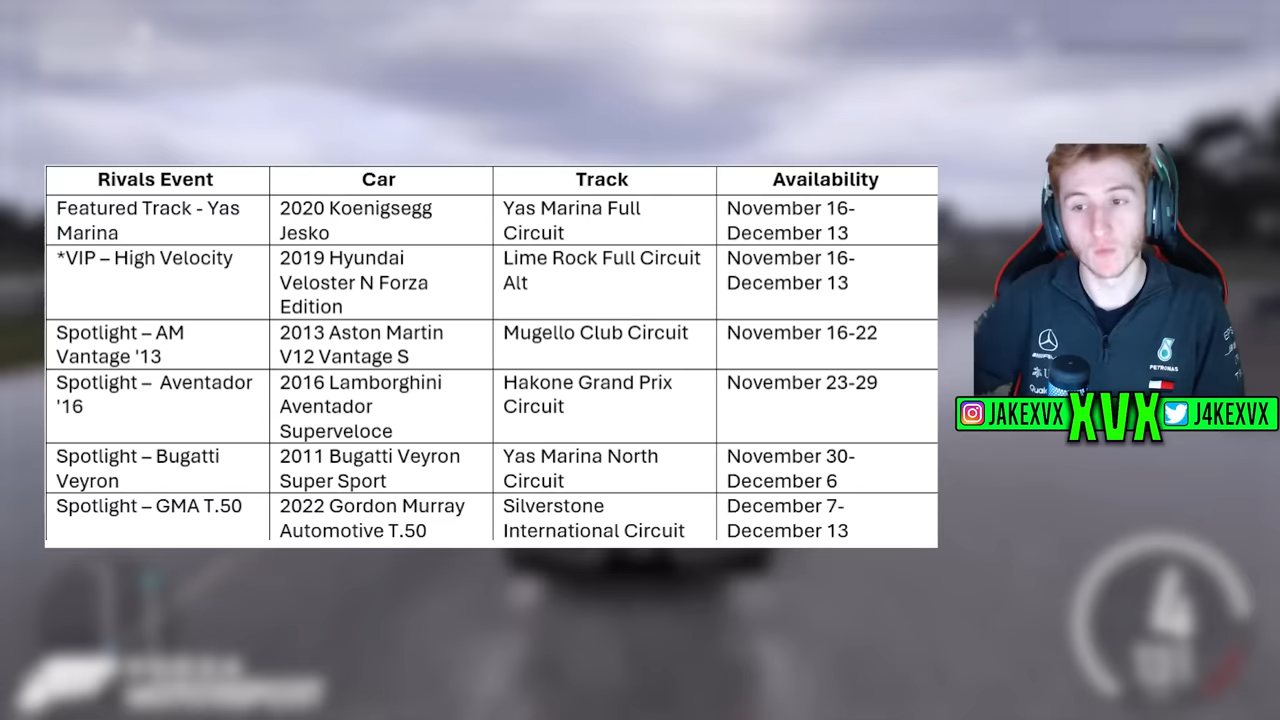 Rivals Event Car Track Availability
Featured Track - Yas
Marina
2020 Koenigsegg
Jesko
Yas Marina Full
Circuit
November 16-
December 13
*VIP – High Velocity
2019 Hyundai
Veloster N Forza
Edition
Lime Rock Full Circuit
Alt
November 16-
December 13
Spotlight – AM
Vantage '13
2013 Aston Martin
V12 Vantage S
Mugello Club Circuit
November 16-22
Spotlight – Aventador
'16
2016 Lamborghini
Aventador
Superveloce
Hakone Grand Prix
Circuit
November 23-29
Spotlight – Bugatti
Veyron
2011 Bugatti Veyron
Super Sport
Yas Marina North
Circuit
November 30-
December 6
Spotlight – GMA T.50
2022 Gordon Murray
Automotive T.50
Silverstone
International Circuit
December 7-
December 13
PETRONAS
JAKEXVX XVX J4KEXVX
4